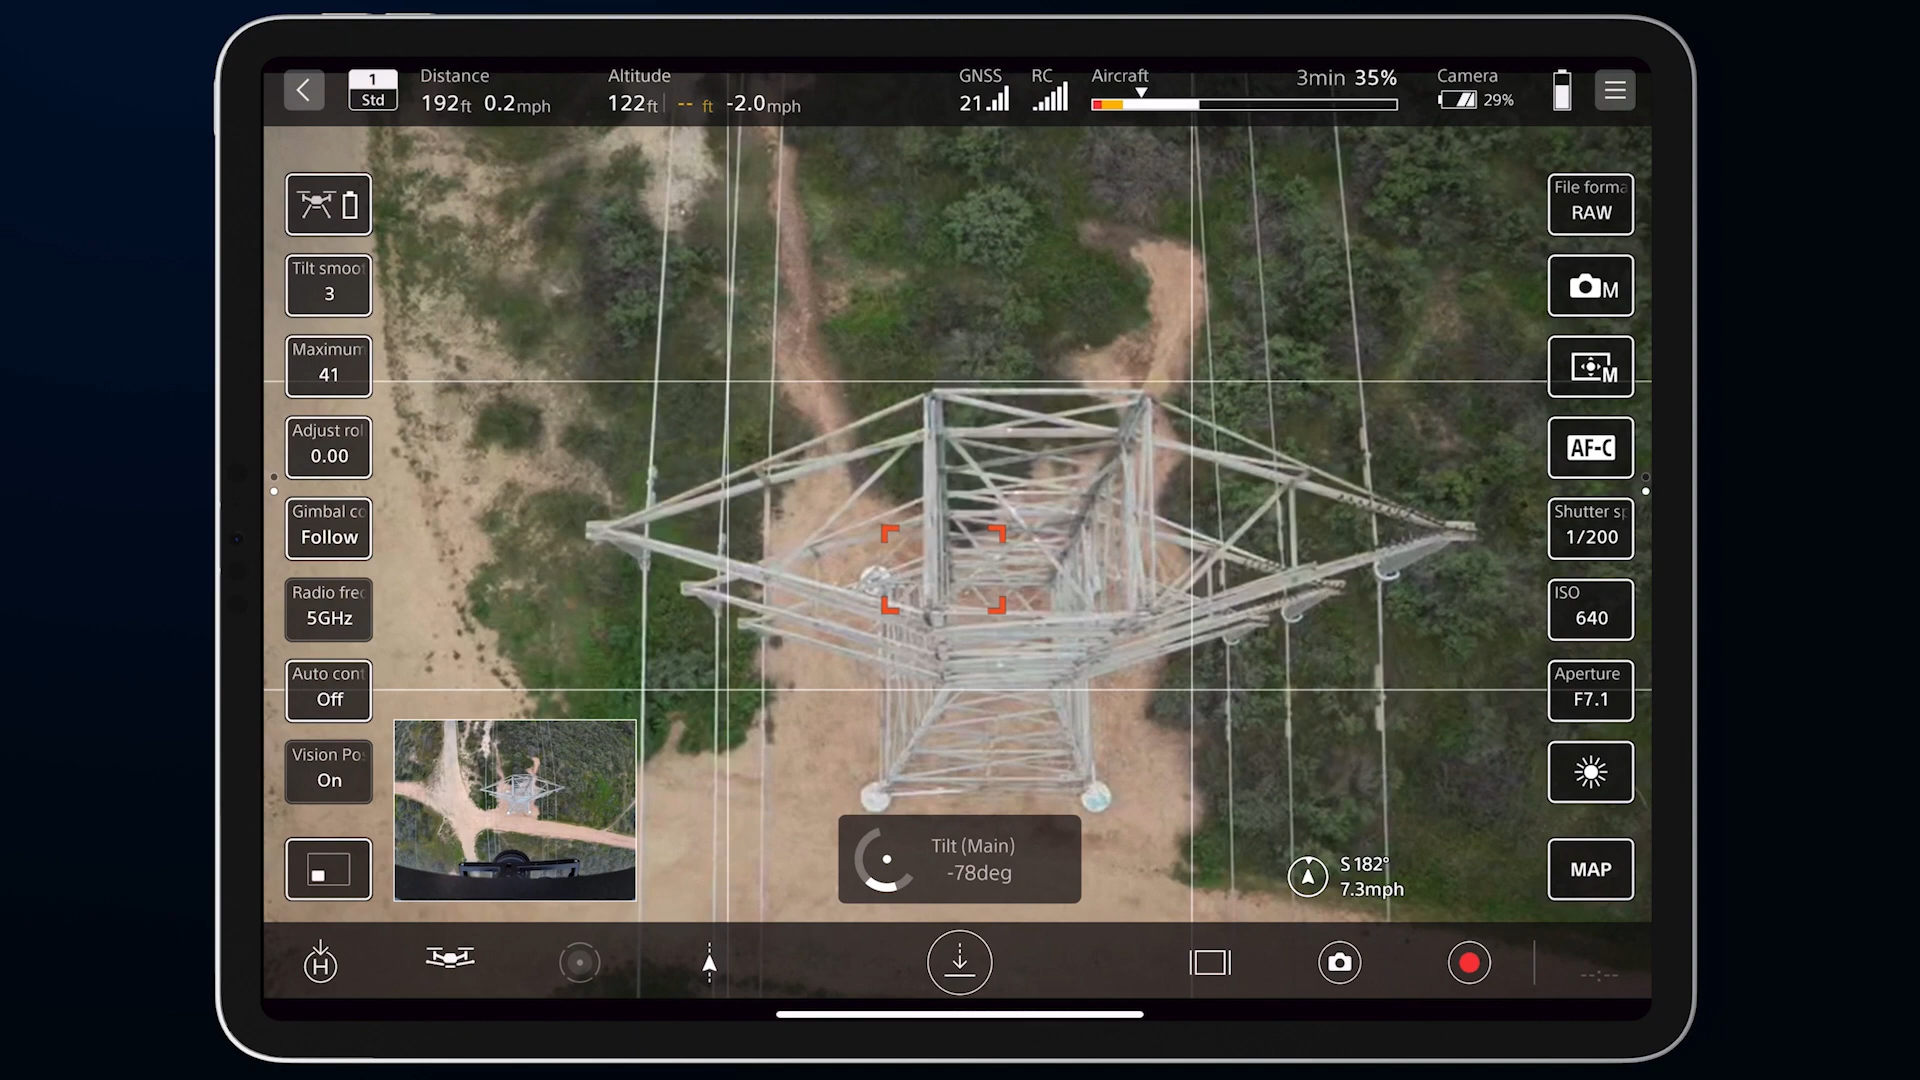 1
Std
Distance
192ft 0.2mph
Altitude
122ft -- ft -2.0mph
GNSS
21
RC
Aircraft
3min 35%
Camera
29%
Tilt smoo
3
Maximum
41
Adjust rol
0.00
Gimbal co
Follow
Radio frec
5GHz
Auto cont
Off
Vision Po
On
File forma
RAW
M
M
AF-C
Shutter sp
1/200
ISO
640
Aperture
F7.1
MAP
Tilt (Main)
-78deg
S 182°
7.3mph
H